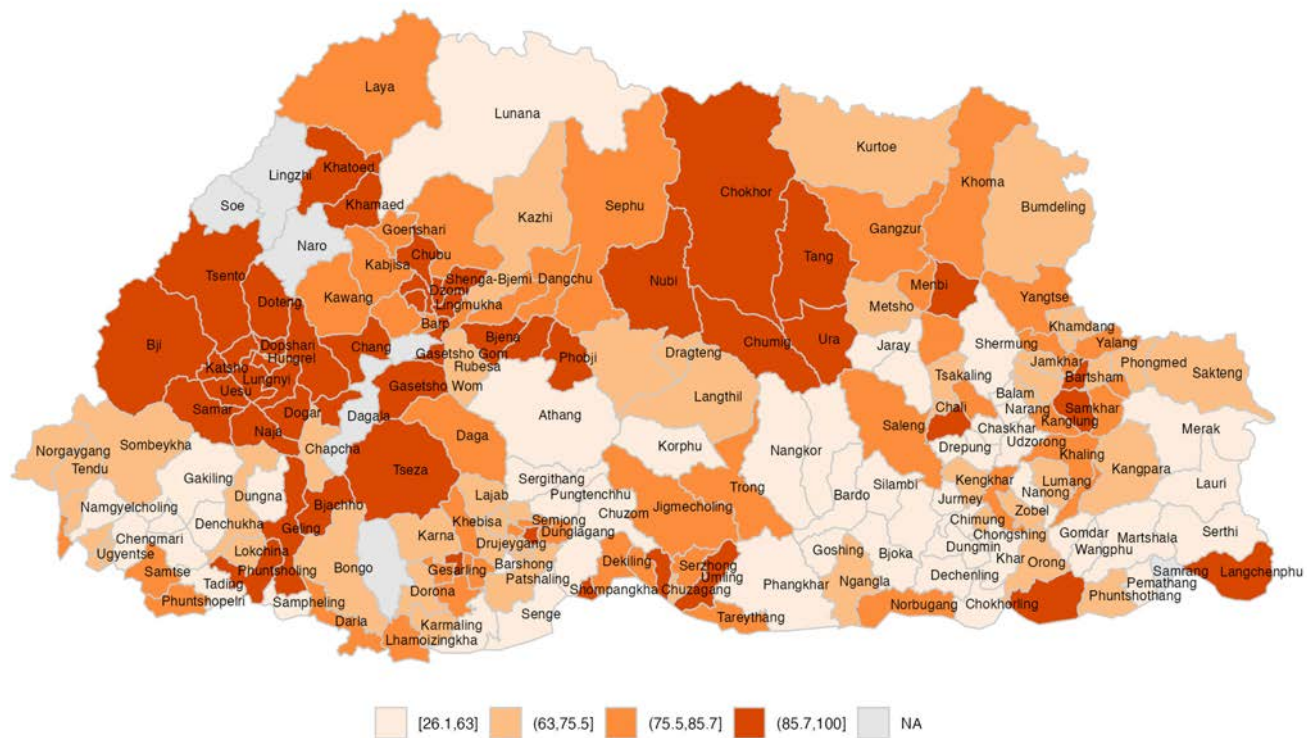 Laya
Lunana
Lingzhi
Khatoed
Kurtoe
Soe
Khamaed
Chokhor
Khoma
Kazhi
Sephu
Bumdeling
Goenshari
Naro
Chubu
Gangzur
Kabjisa
Tang
Tsento
Shenga-Bjemi
Dangchu
Nubi
Menbi
Doteng
Kawang
Dzomi
Lingmukha
Metsho
Yangtse
Barp
Khamdang
Bji
Dopshari
Chang
Bjena
Chumig
Ura
Jaray
Shermung
Yalang
Hungrel
Gasetsho Gom
Phobji
Dragteng
Jamkhar
Phongmed
Katsho
Rubesa
Sakteng
Lungnyi
Tsakaling
Bartsham
Uesu
Gasetsho Wom
Langthil
Balam
Samar
Dogar
Dagala
Athang
Chali
Narang
Samkhar
Saleng
Chaskhar
Kanglung
Naja
Merak
Sombeykha
Chapcha
Daga
Korphu
Drepung
Udzorong
Norgaygang
Khaling
Tendu
Tseza
Nangkor
Kangpara
Gakiling
Sergithang
Bardo
Silambi
Kengkhar
Lumang
Lauri
Dungna
Lajab
Pungtenchhu
Trong
Nanong
Namgyelcholing
Bjachho
Chuzom
Jigmecholing
Jurmey
Zobel
Denchukha
Geling
Khebisa
Semjong
Chimung
Serthi
Chengmari
Karna
Dunglagang
Chongshing
Gomdar
Martshala
Ugyentse
Lokchina
Drujeygang
Goshing
Bjoka
Dungmin
Wangphu
Samtse
Phuntsholing
Bongo
Gesarling
Barshong
Dekiling
Serzhong
Khar
Orong
Samrang
Langchenphu
Tading
Patshaling
Umling
Phangkhar
Ngangla
Dechenling
Pemathang
Phuntshopelri
Sampheling
Dorona
Shompangkha
Chuzagang
Norbugang
Chokhorling
Phuntshothang
Daria
Karmaling
Senge
Tareythang
Lhamoizingkha
[26.1,63]
(63,75.5]
(75.5,85.7]
(85.7,100]
NA